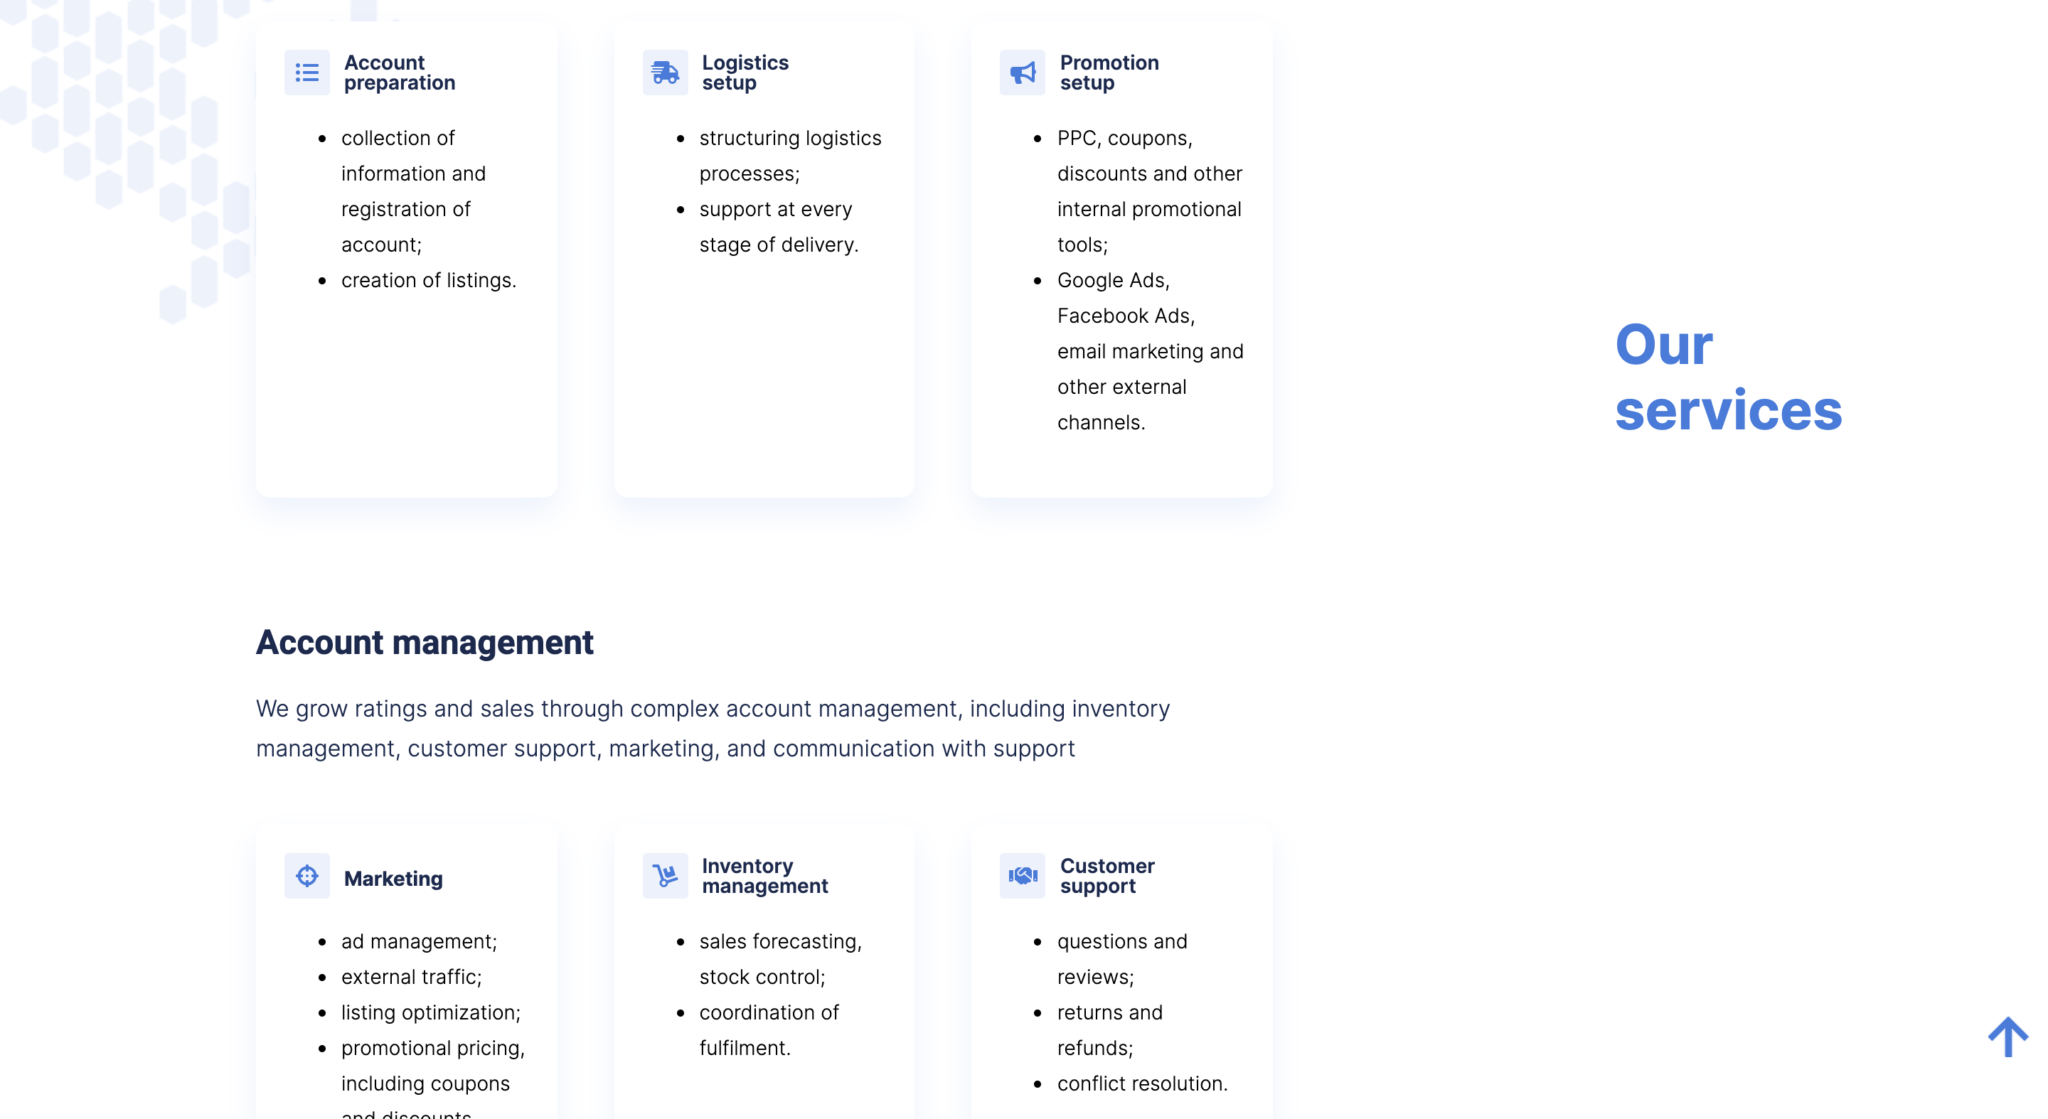 Account
preparation
collection of
information and
registration of
account;
creation of listings.
Logistics
setup
structuring logistics
processes;
support at every
stage of delivery.
Promotion
setup
PPC, coupons,
discounts and other
internal promotional
tools;
Google Ads,
Facebook Ads,
email marketing and
other external
channels.
Our
services
Account management
We grow ratings and sales through complex account management, including inventory
management, customer support, marketing, and communication with support
Marketing
ad management;
external traffic;
listing optimization;
promotional pricing,
including coupons
and discounts
Inventory
management
sales forecasting,
stock control;
coordination of
fulfilment.
Customer
support
questions and
reviews;
returns and
refunds;
conflict resolution.